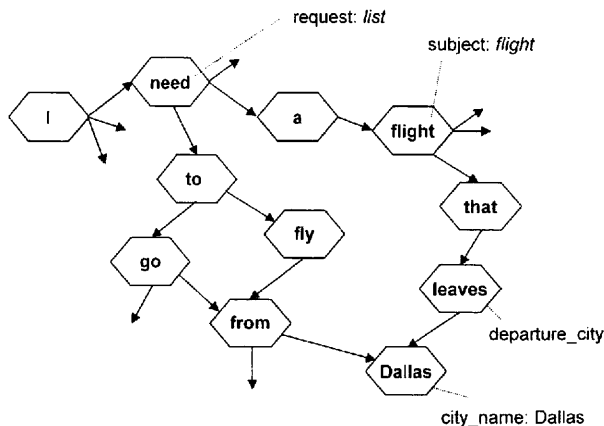 request: list
subject: flight
need
I
a
flight
to
that
fly
go
leaves
from
departure_city
Dallas
city_name: Dallas